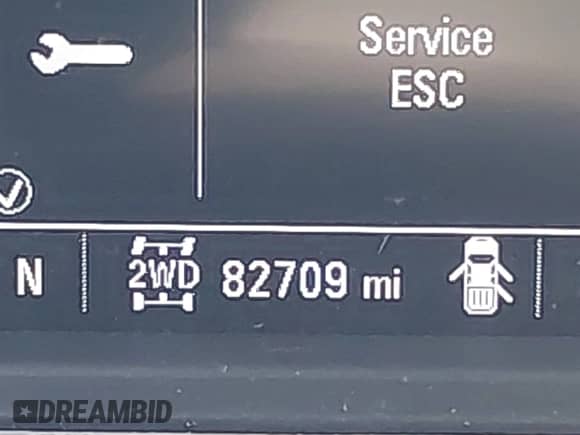 Service
ESC
N 2WD 82709 mi
DREAMBID